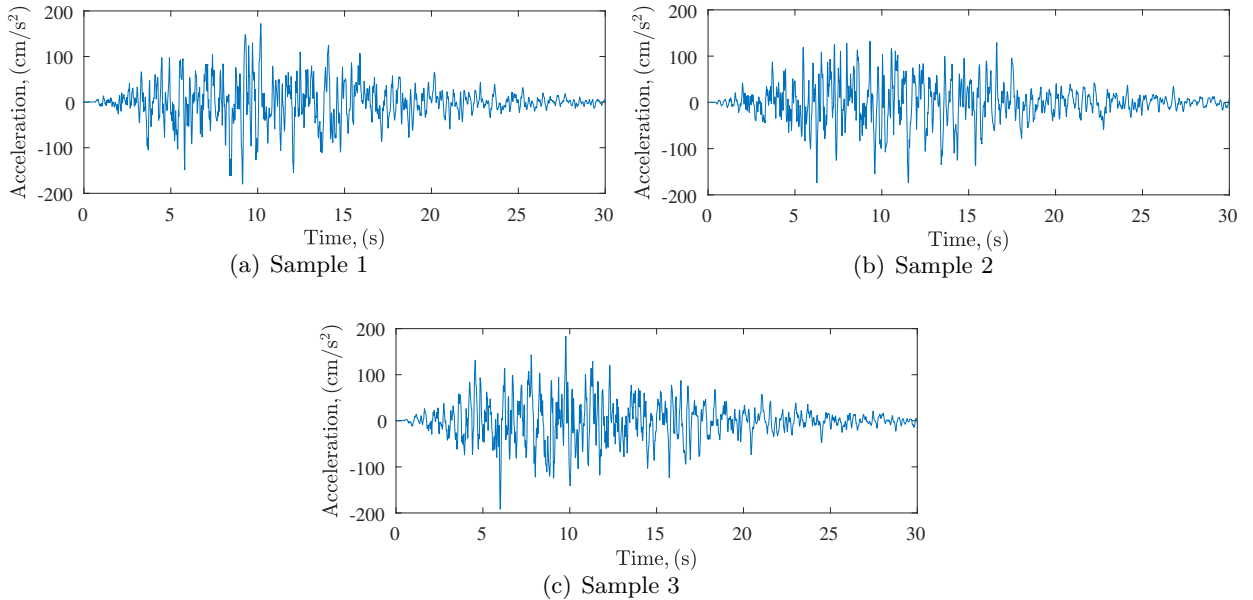 Acceleration, (cm/s²)
200
100
0
-100
-200
0 5 10 15 20 25 30
Time, (s)
(a) Sample 1
Acceleration, (cm/s²)
200
100
0
-100
-200
0 5 10 15 20 25 30
Time, (s)
(b) Sample 2
Acceleration, (cm/s²)
200
100
0
-100
-200
0 5 10 15 20 25 30
Time, (s)
(c) Sample 3